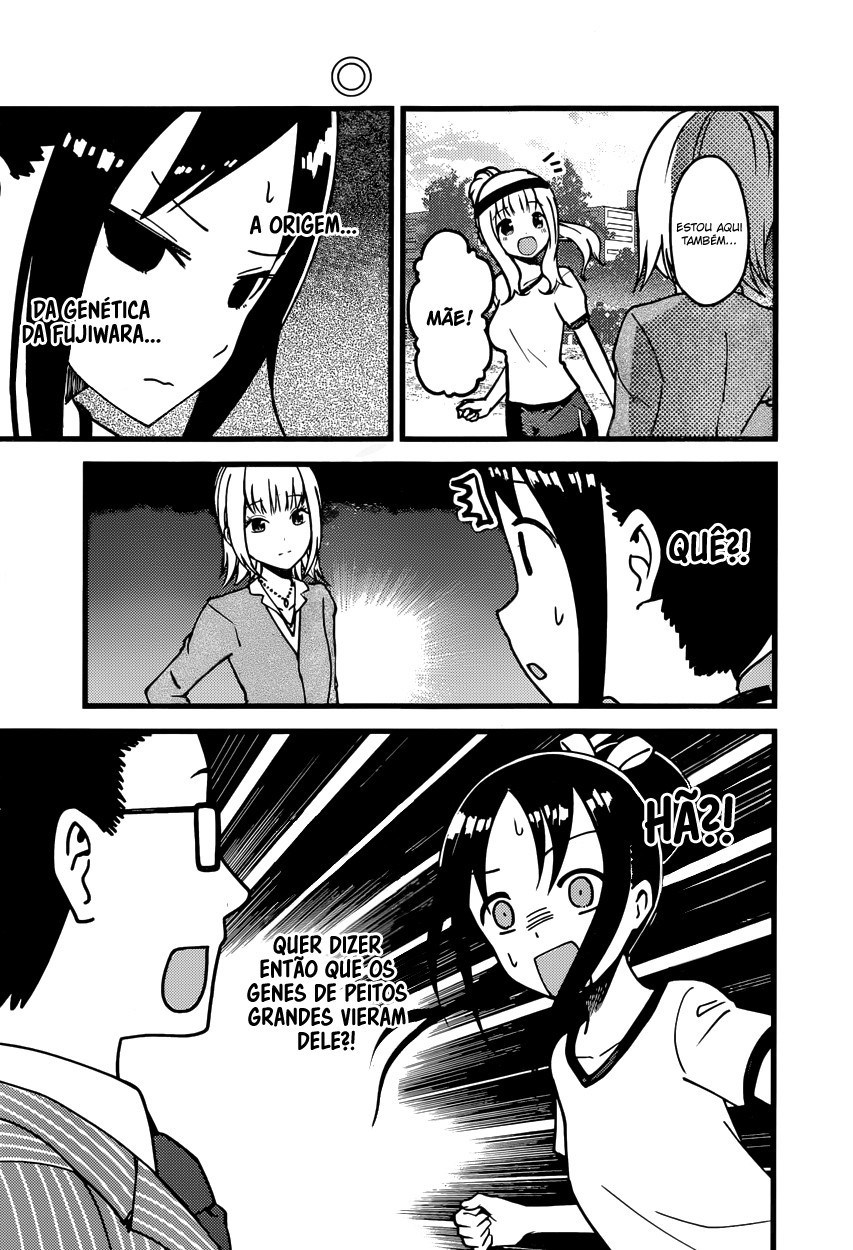 ESTOU AQUI
TAMBÉM...
MÃE!
A ORIGEM...
DA GENÉTICA
DA FUJIWARA...
QUÊ?!
HÃ?!
QUER DIZER
ENTÃO QUE OS
GENES DE PEITOS
GRANDES VIERAM
DELE?!